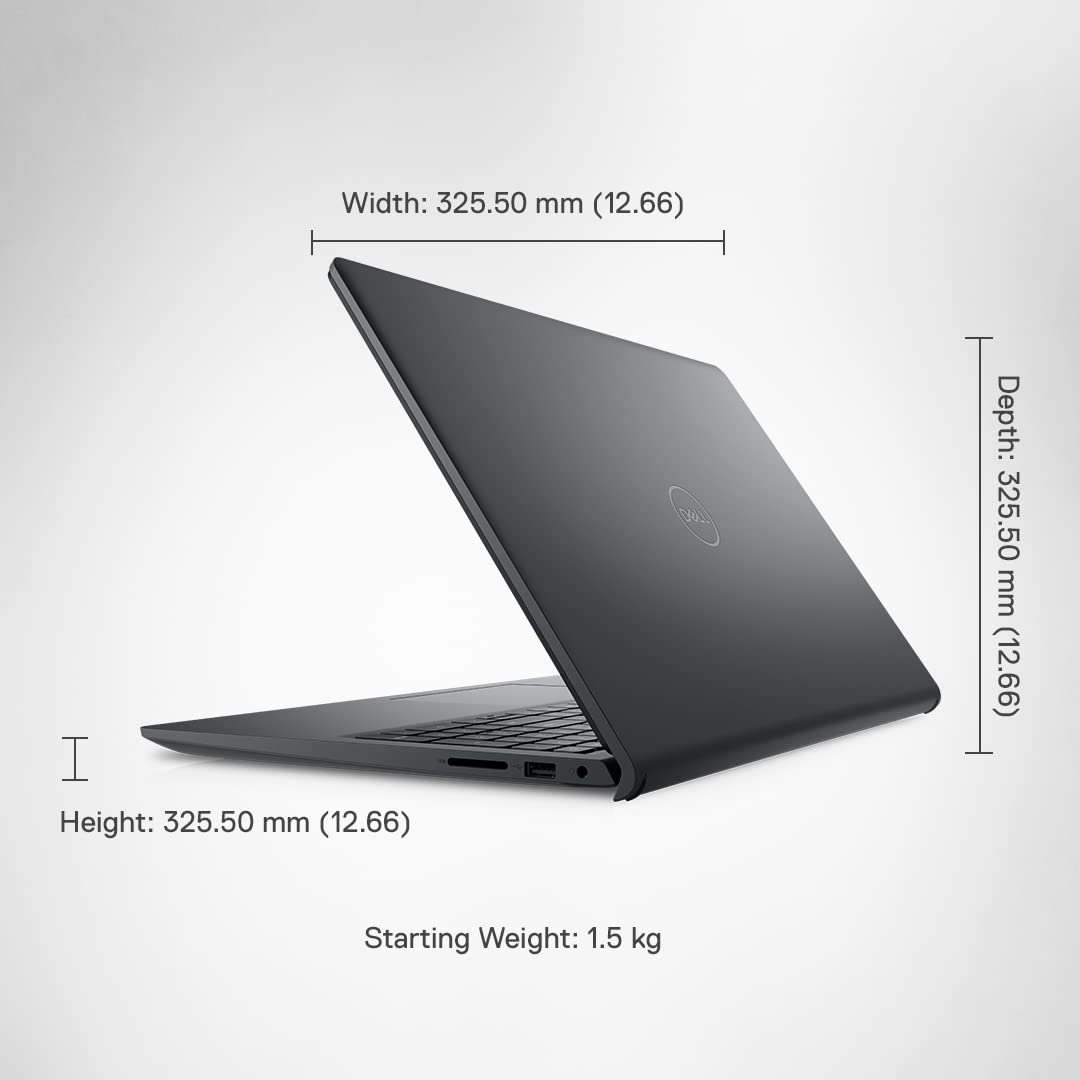 Width: 325.50 mm (12.66)
DELL
Depth: 325.50 mm (12.66)
Height: 325.50 mm (12.66)
Starting Weight: 1.5 kg